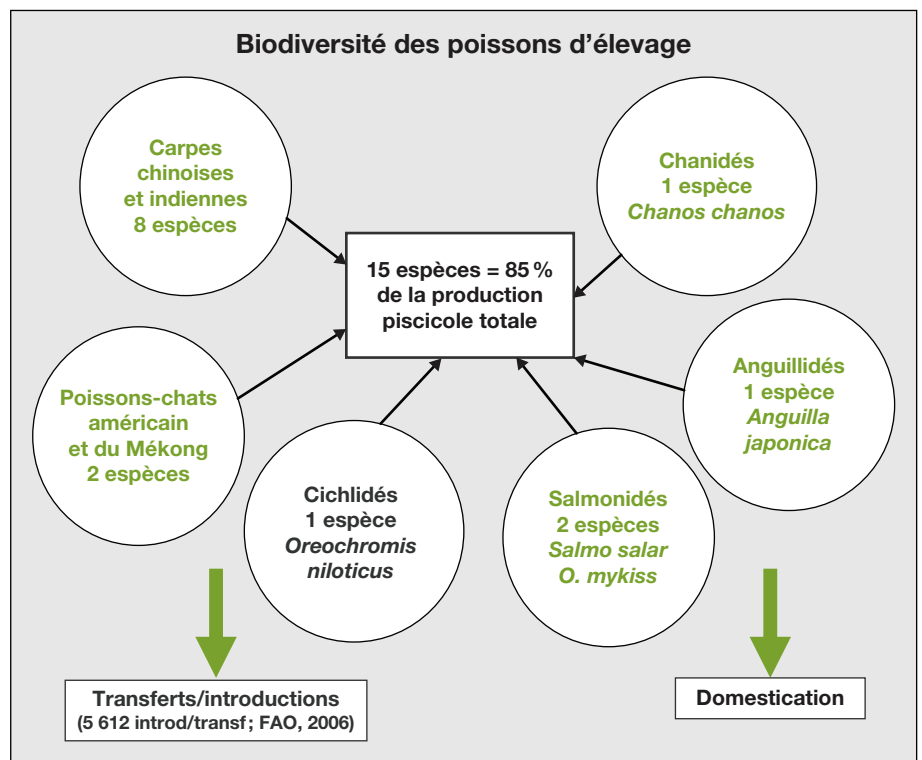 Biodiversité des poissons d'élevage
Carpes
chinoises
et indiennes
8 espèces
Chanidés
1 espèce
Chanos chanos
15 espèces = 85 %
de la production
piscicole totale
Poissons-chats
américain
et du Mékong
2 espèces
Cichlidés
1 espèce
Oreochromis
niloticus
Salmonidés
2 espèces
Salmo salar
O. mykiss
Anguillidés
1 espèce
Anguilla
japonica
Transferts/introductions
(5 612 introd/transf ; FAO, 2006)
Domestication